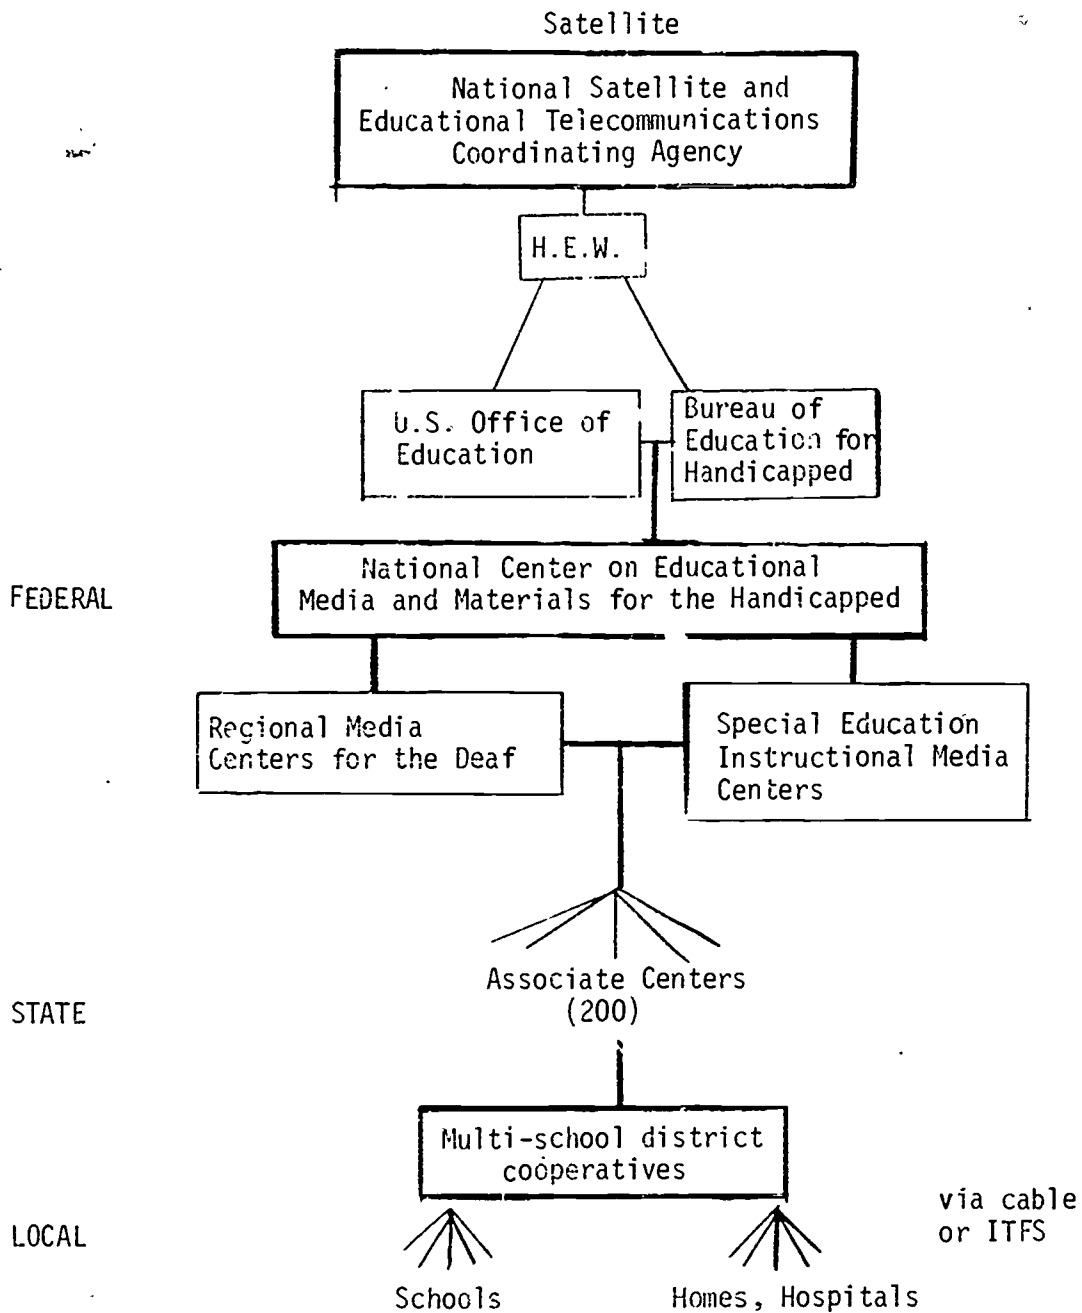 Satellite
National Satellite and
Educational Telecommunications
Coordinating Agency
H.E.W.
U.S. Office of
Education
Bureau of
Education for
Handicapped
FEDERAL
National Center on Educational
Media and Materials for the Handicapped
Regional Media
Centers for the Deaf
Special Education
Instructional Media
Centers
Associate Centers
(200)
STATE
Multi-school district
cooperatives
via cable
or ITFS
LOCAL
Schools
Homes, Hospitals